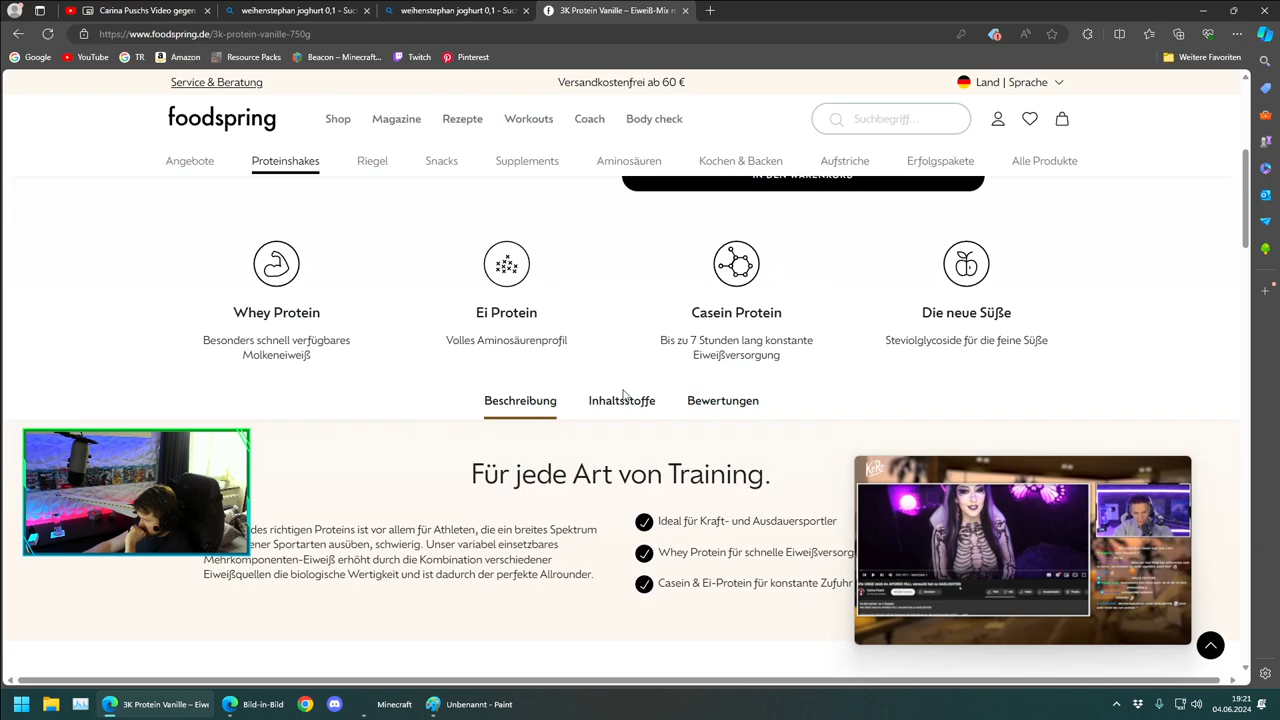 Carina Puschs Video gegen
weihenstephan joghurt 0,1 - Suc
weihenstephan joghurt 0,1 - Suc
3K Protein Vanille – Eiweiß-Mix n
https://www.foodspring.de/3k-protein-vanille-750g
Google
YouTube
TR
Amazon
Resource Packs
Beacon – Minecraft...
Twitch
Pinterest
Weitere Favoriten
Service & Beratung
Versandkostenfrei ab 60 €
Land | Sprache
foodspring
Shop
Magazine
Rezepte
Workouts
Coach
Body check
Suchbegriff...
Angebote
Proteinshakes
Riegel
Snacks
Supplements
Aminosäuren
Kochen & Backen
Aufstriche
Erfolgspakete
Alle Produkte
IN DEN WARENKORB
Whey Protein
Ei Protein
Casein Protein
Die neue Süße
Besonders schnell verfügbares
Molkeneiweiß
Volles Aminosäurenprofil
Bis zu 7 Stunden lang konstante
Eiweißversorgung
Steviolglycoside für die feine Süße
Beschreibung
Inhaltsstoffe
Bewertungen
Für jede Art von Training.
des richtigen Proteins ist vor allem für Athleten, die ein breites Spektrum
ener Sportarten ausüben, schwierig. Unser variabel einsetzbares
Mehrkomponenten-Eiweiß erhöht durch die Kombination verschiedener
Eiweißquellen die biologische Wertigkeit und ist dadurch der perfekte Allrounder.
Ideal für Kraft- und Ausdauersportler
Whey Protein für schnelle Eiweißversorg
Casein & Ei-Protein für konstante Zufuhr
KeRe
3K Protein Vanille – Eiwe
Bild-in-Bild
Minecraft
Unbenannt - Paint
19:21
04.06.2024